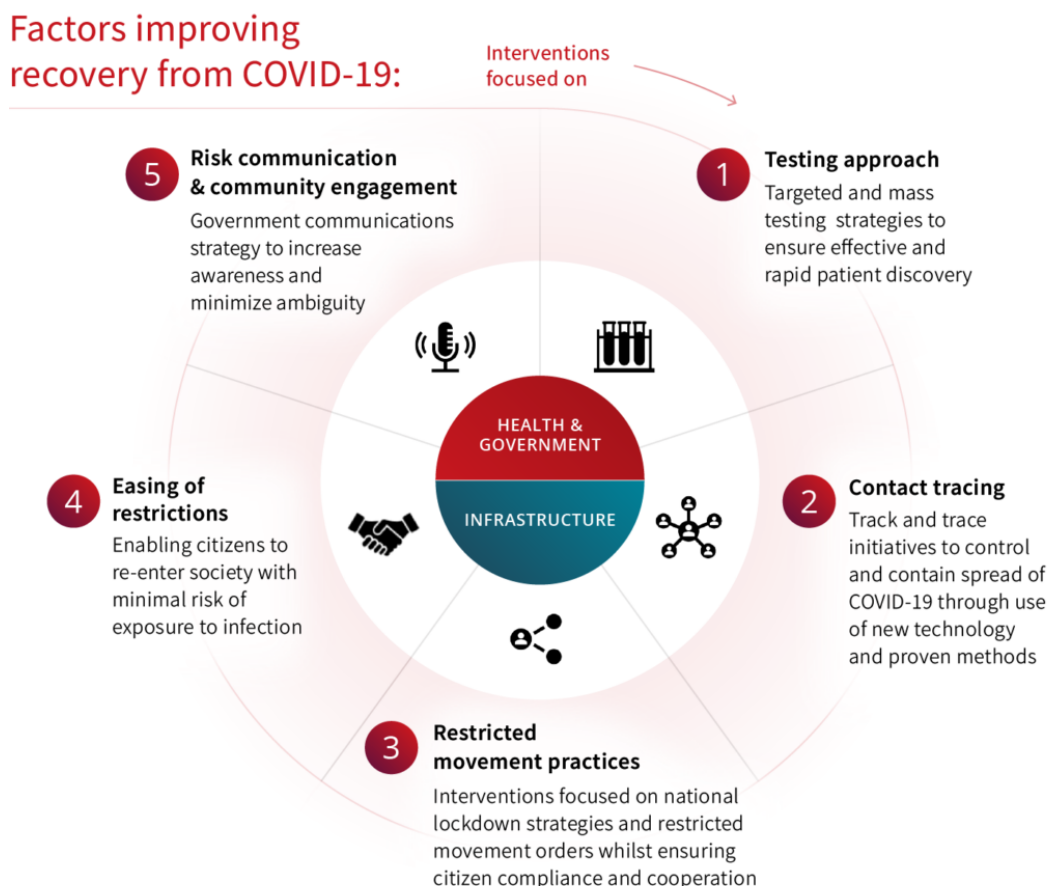 Factors improving
recovery from COVID-19:
Interventions
focused on
1
Testing approach
Targeted and mass
testing strategies to
ensure effective and
rapid patient discovery
2
Contact tracing
Track and trace
initiatives to control
and contain spread of
COVID-19 through use
of new technology
and proven methods
3
Restricted
movement practices
Interventions focused on national
lockdown strategies and restricted
movement orders whilst ensuring
citizen compliance and cooperation
4
Easing of
restrictions
Enabling citizens to
re-enter society with
minimal risk of
exposure to infection
5
Risk communication
& community engagement
Government communications
strategy to increase
awareness and
minimize ambiguity
HEALTH &
GOVERNMENT
INFRASTRUCTURE